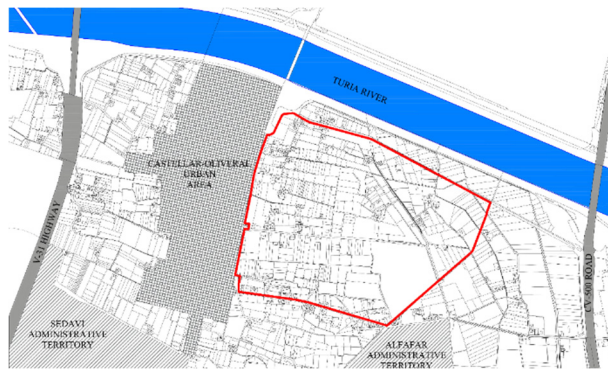 TURIA RIVER
CASTELLAR-OLIVERAL
URBAN
AREA
V-31 HIGHWAY
CV-500 ROAD
SEDAVI
ADMINISTRATIVE
TERRITORY
ALFAFAR
ADMINISTRATIVE
TERRITORY